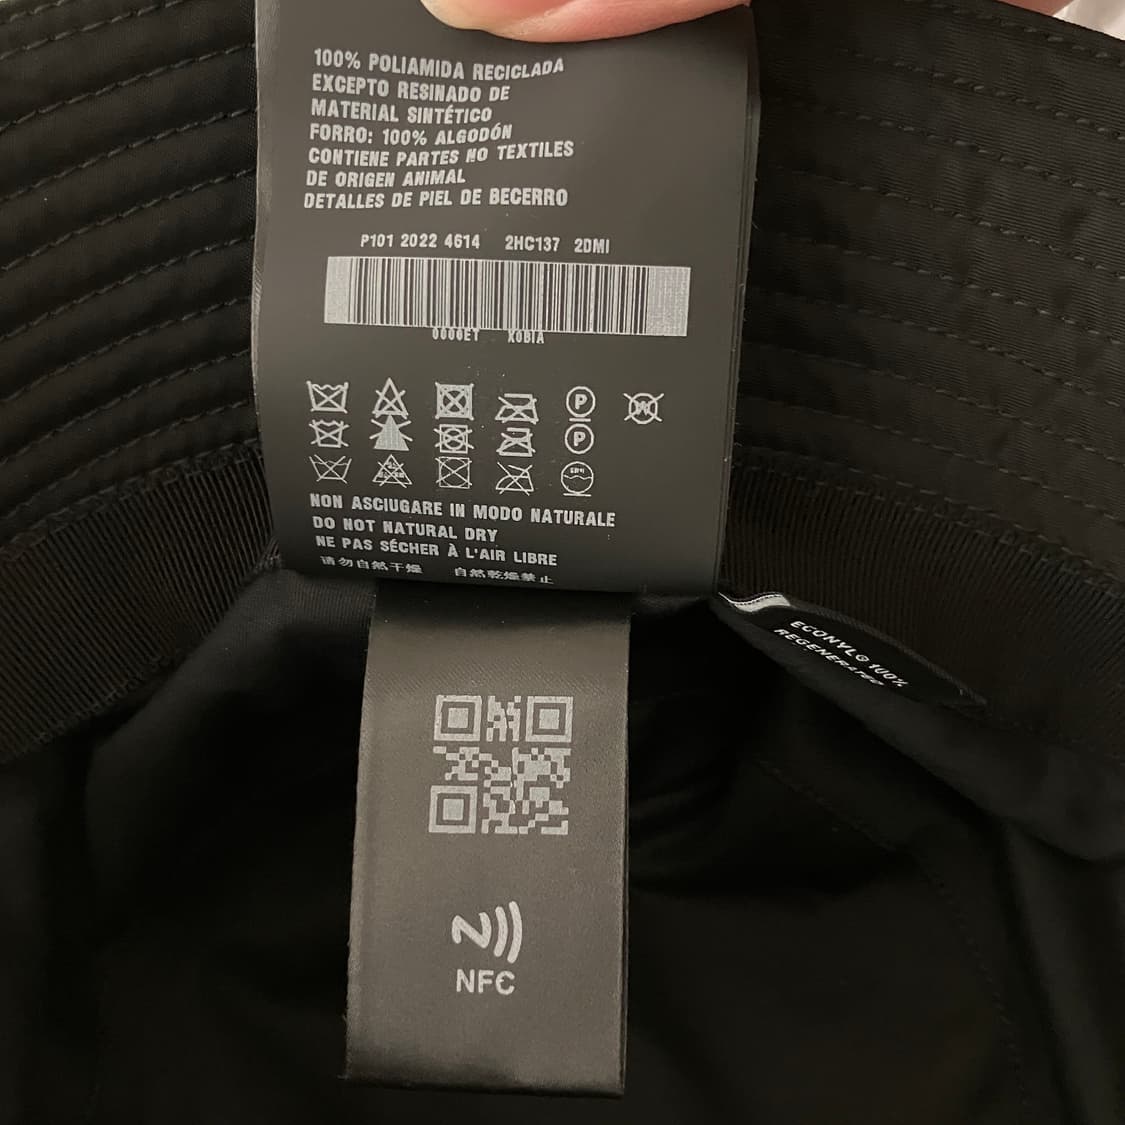 100% POLIAMIDA RECICLADA
EXCEPTO RESINADO DE
MATERIAL SINTÉTICO
FORRO: 100% ALGODÓN
CONTIENE PARTES NO TEXTILES
DE ORIGEN ANIMAL
DETALLES DE PIEL DE BECERRO
P101 2022 4614 2HC137 2DMI
0000ET X0BIA
P
W
P
NON ASCIUGARE IN MODO NATURALE
DO NOT NATURAL DRY
NE PAS SÉCHER À L'AIR LIBRE
请勿自然干燥 自然乾燥禁止
ECONYL® 100%
REGENERATED
NFC